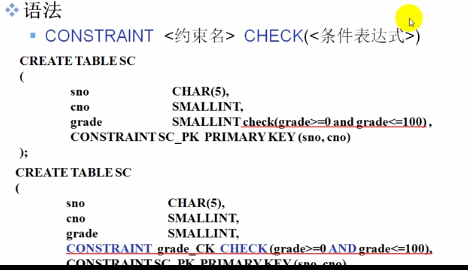 语法
CONSTRAINT <约束名> CHECK(<条件表达式>)
CREATE TABLE SC
(
sno CHAR(5),
cno SMALLINT,
grade SMALLINT check(grade>=0 and grade<=100) ,
CONSTRAINT SC_PK PRIMARY KEY (sno, cno)
);
CREATE TABLE SC
(
sno CHAR(5),
cno SMALLINT,
grade SMALLINT,
CONSTRAINT grade_CK CHECK (grade>=0 AND grade<=100),
CONSTRAINT SC_PK PRIMARY KEY (sno, cno)